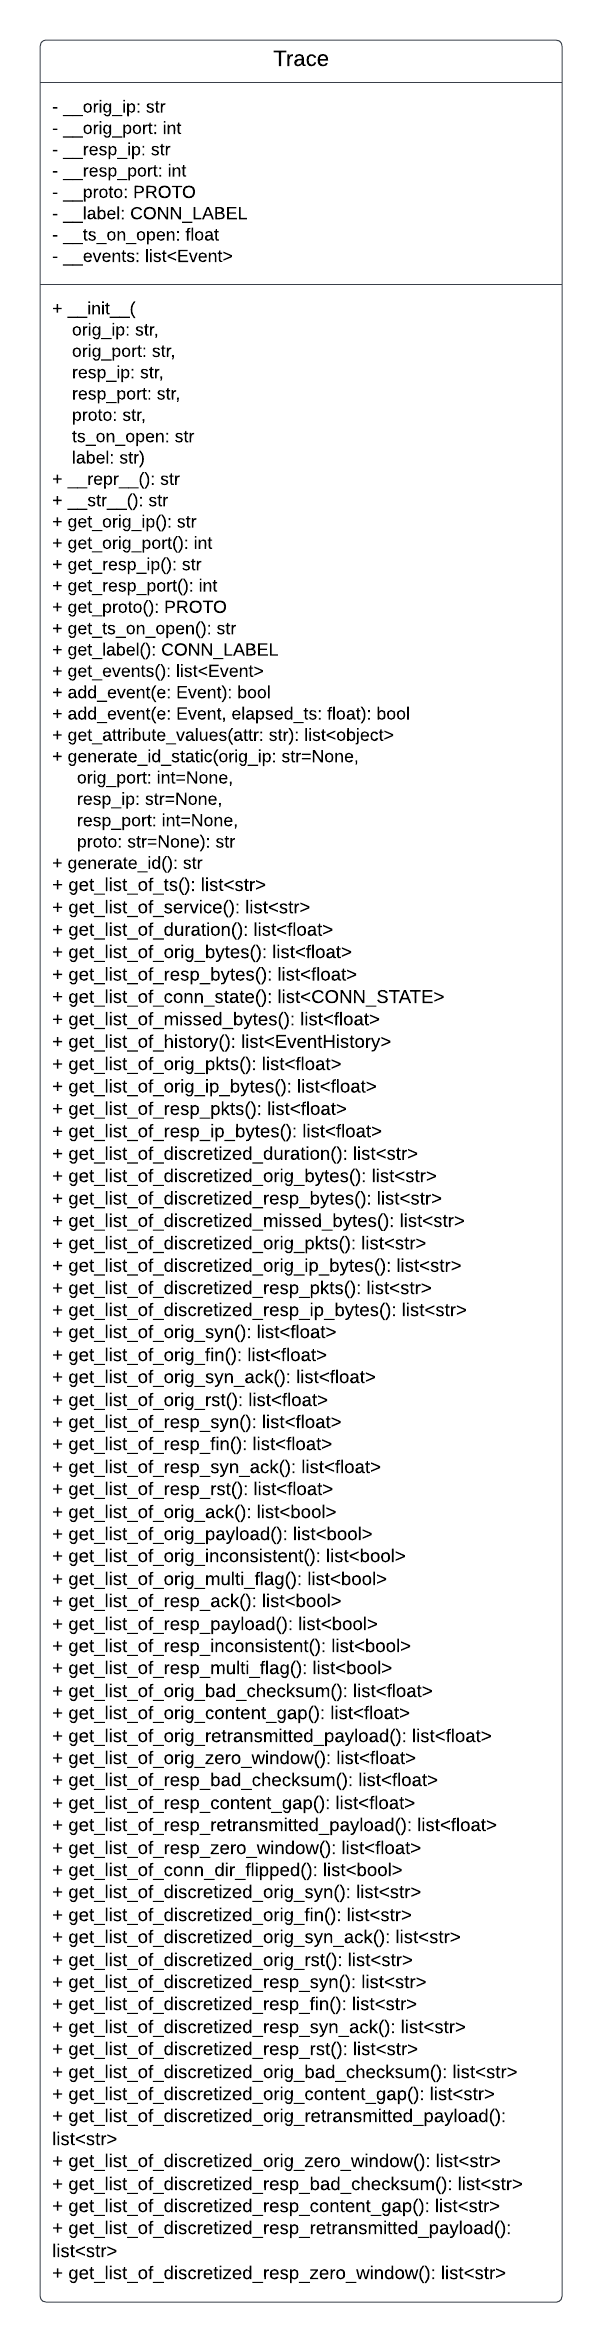 Trace
- __orig_ip: str
- __orig_port: int
- __resp_ip: str
- __resp_port: int
- __proto: PROTO
- __label: CONN_LABEL
- __ts_on_open: float
- __events: list<Event>
+ __init__(
orig_ip: str,
orig_port: str,
resp_ip: str,
resp_port: str,
proto: str,
ts_on_open: str
label: str)
+ __repr__(): str
+ __str__(): str
+ get_orig_ip(): str
+ get_orig_port(): int
+ get_resp_ip(): str
+ get_resp_port(): int
+ get_proto(): PROTO
+ get_ts_on_open(): str
+ get_label(): CONN_LABEL
+ get_events(): list<Event>
+ add_event(e: Event): bool
+ add_event(e: Event, elapsed_ts: float): bool
+ get_attribute_values(attr: str): list<object>
+ generate_id_static(orig_ip: str=None,
orig_port: int=None,
resp_ip: str=None,
resp_port: int=None,
proto: str=None): str
+ generate_id(): str
+ get_list_of_ts(): list<str>
+ get_list_of_service(): list<str>
+ get_list_of_duration(): list<float>
+ get_list_of_orig_bytes(): list<float>
+ get_list_of_resp_bytes(): list<float>
+ get_list_of_conn_state(): list<CONN_STATE>
+ get_list_of_missed_bytes(): list<float>
+ get_list_of_history(): list<EventHistory>
+ get_list_of_orig_pkts(): list<float>
+ get_list_of_orig_ip_bytes(): list<float>
+ get_list_of_resp_pkts(): list<float>
+ get_list_of_resp_ip_bytes(): list<float>
+ get_list_of_discretized_duration(): list<str>
+ get_list_of_discretized_orig_bytes(): list<str>
+ get_list_of_discretized_resp_bytes(): list<str>
+ get_list_of_discretized_missed_bytes(): list<str>
+ get_list_of_discretized_orig_pkts(): list<str>
+ get_list_of_discretized_orig_ip_bytes(): list<str>
+ get_list_of_discretized_resp_pkts(): list<str>
+ get_list_of_discretized_resp_ip_bytes(): list<str>
+ get_list_of_orig_syn(): list<float>
+ get_list_of_orig_fin(): list<float>
+ get_list_of_orig_syn_ack(): list<float>
+ get_list_of_orig_rst(): list<float>
+ get_list_of_resp_syn(): list<float>
+ get_list_of_resp_fin(): list<float>
+ get_list_of_resp_syn_ack(): list<float>
+ get_list_of_resp_rst(): list<float>
+ get_list_of_orig_ack(): list<bool>
+ get_list_of_orig_payload(): list<bool>
+ get_list_of_orig_inconsistent(): list<bool>
+ get_list_of_orig_multi_flag(): list<bool>
+ get_list_of_resp_ack(): list<bool>
+ get_list_of_resp_payload(): list<bool>
+ get_list_of_resp_inconsistent(): list<bool>
+ get_list_of_resp_multi_flag(): list<bool>
+ get_list_of_orig_bad_checksum(): list<float>
+ get_list_of_orig_content_gap(): list<float>
+ get_list_of_orig_retransmitted_payload(): list<float>
+ get_list_of_orig_zero_window(): list<float>
+ get_list_of_resp_bad_checksum(): list<float>
+ get_list_of_resp_content_gap(): list<float>
+ get_list_of_resp_retransmitted_payload(): list<float>
+ get_list_of_resp_zero_window(): list<float>
+ get_list_of_conn_dir_flipped(): list<bool>
+ get_list_of_discretized_orig_syn(): list<str>
+ get_list_of_discretized_orig_fin(): list<str>
+ get_list_of_discretized_orig_syn_ack(): list<str>
+ get_list_of_discretized_orig_rst(): list<str>
+ get_list_of_discretized_resp_syn(): list<str>
+ get_list_of_discretized_resp_fin(): list<str>
+ get_list_of_discretized_resp_syn_ack(): list<str>
+ get_list_of_discretized_resp_rst(): list<str>
+ get_list_of_discretized_orig_bad_checksum(): list<str>
+ get_list_of_discretized_orig_content_gap(): list<str>
+ get_list_of_discretized_orig_retransmitted_payload():
list<str>
+ get_list_of_discretized_orig_zero_window(): list<str>
+ get_list_of_discretized_resp_bad_checksum(): list<str>
+ get_list_of_discretized_resp_content_gap(): list<str>
+ get_list_of_discretized_resp_retransmitted_payload():
list<str>
+ get_list_of_discretized_resp_zero_window(): list<str>